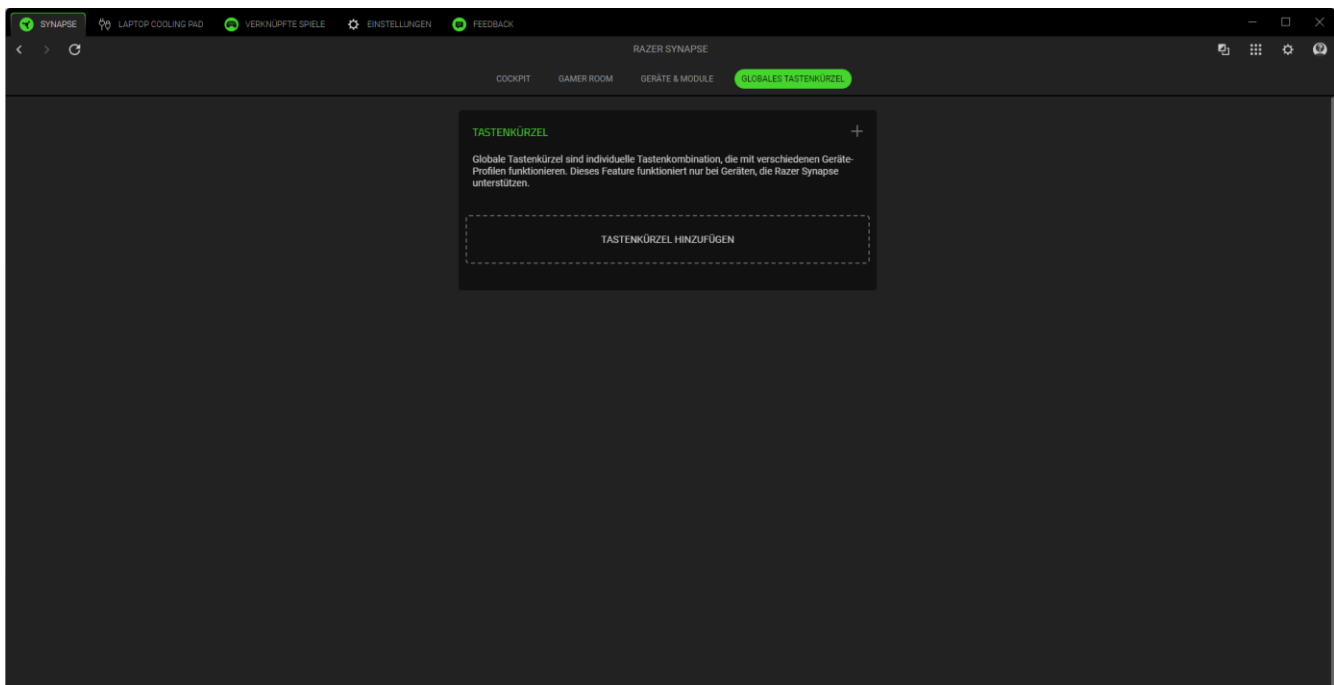 SYNAPSE
LAPTOP COOLING PAD
VERKNÜPFTE SPIELE
EINSTELLUNGEN
FEEDBACK
RAZER SYNAPSE
COCKPIT
GAMER ROOM
GERÄTE & MODULE
GLOBALES TASTENKÜRZEL
TASTENKÜRZEL
Globale Tastenkürzel sind individuelle Tastenkombination, die mit verschiedenen Geräte-
Profilen funktionieren. Dieses Feature funktioniert nur bei Geräten, die Razer Synapse
unterstützen.
TASTENKÜRZEL HINZUFÜGEN